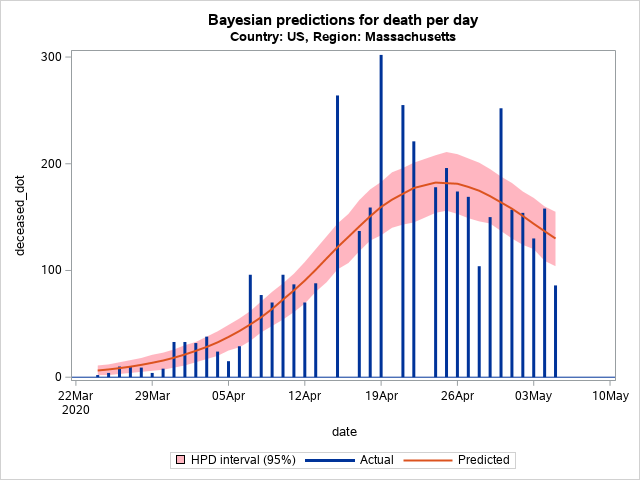 Bayesian predictions for death per day
Country: US, Region: Massachusetts
300
200
100
0
deceased_dot
22Mar 29Mar 05Apr 12Apr 19Apr 26Apr 03May 10May
2020
date
HPD interval (95%) Actual Predicted